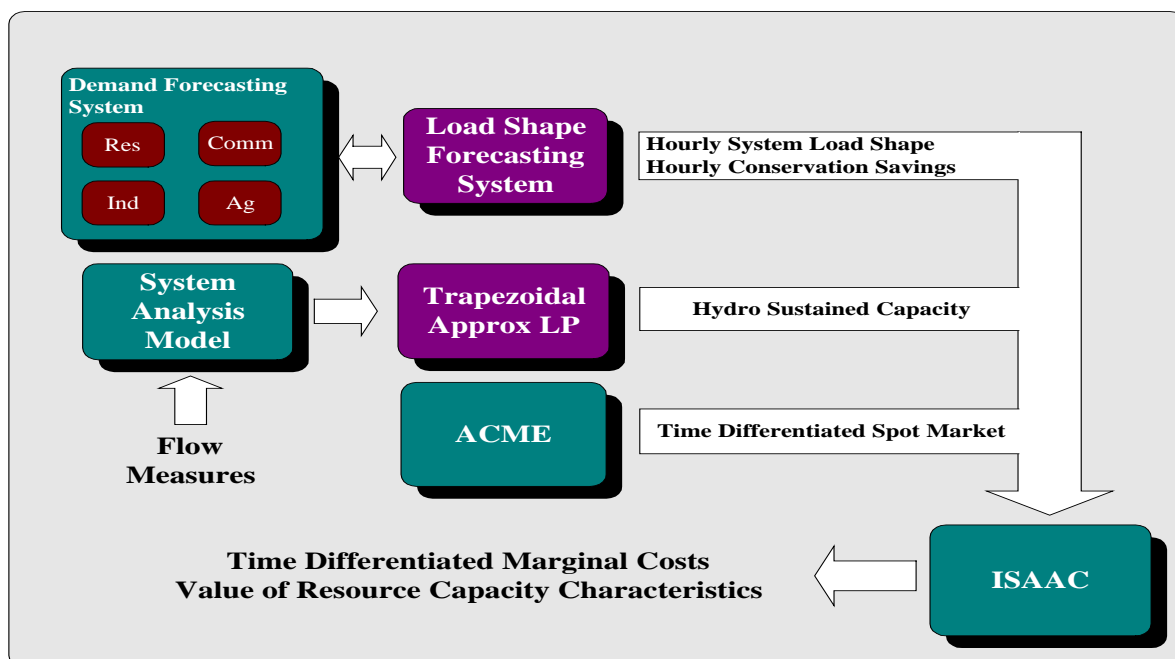 Demand Forecasting
System
Res
Comm
Ind
Ag
Load Shape
Forecasting
System
Hourly System Load Shape
Hourly Conservation Savings
System
Analysis
Model
Trapezoidal
Approx LP
Hydro Sustained Capacity
Flow
Measures
ACME
Time Differentiated Spot Market
Time Differentiated Marginal Costs
Value of Resource Capacity Characteristics
ISAAC